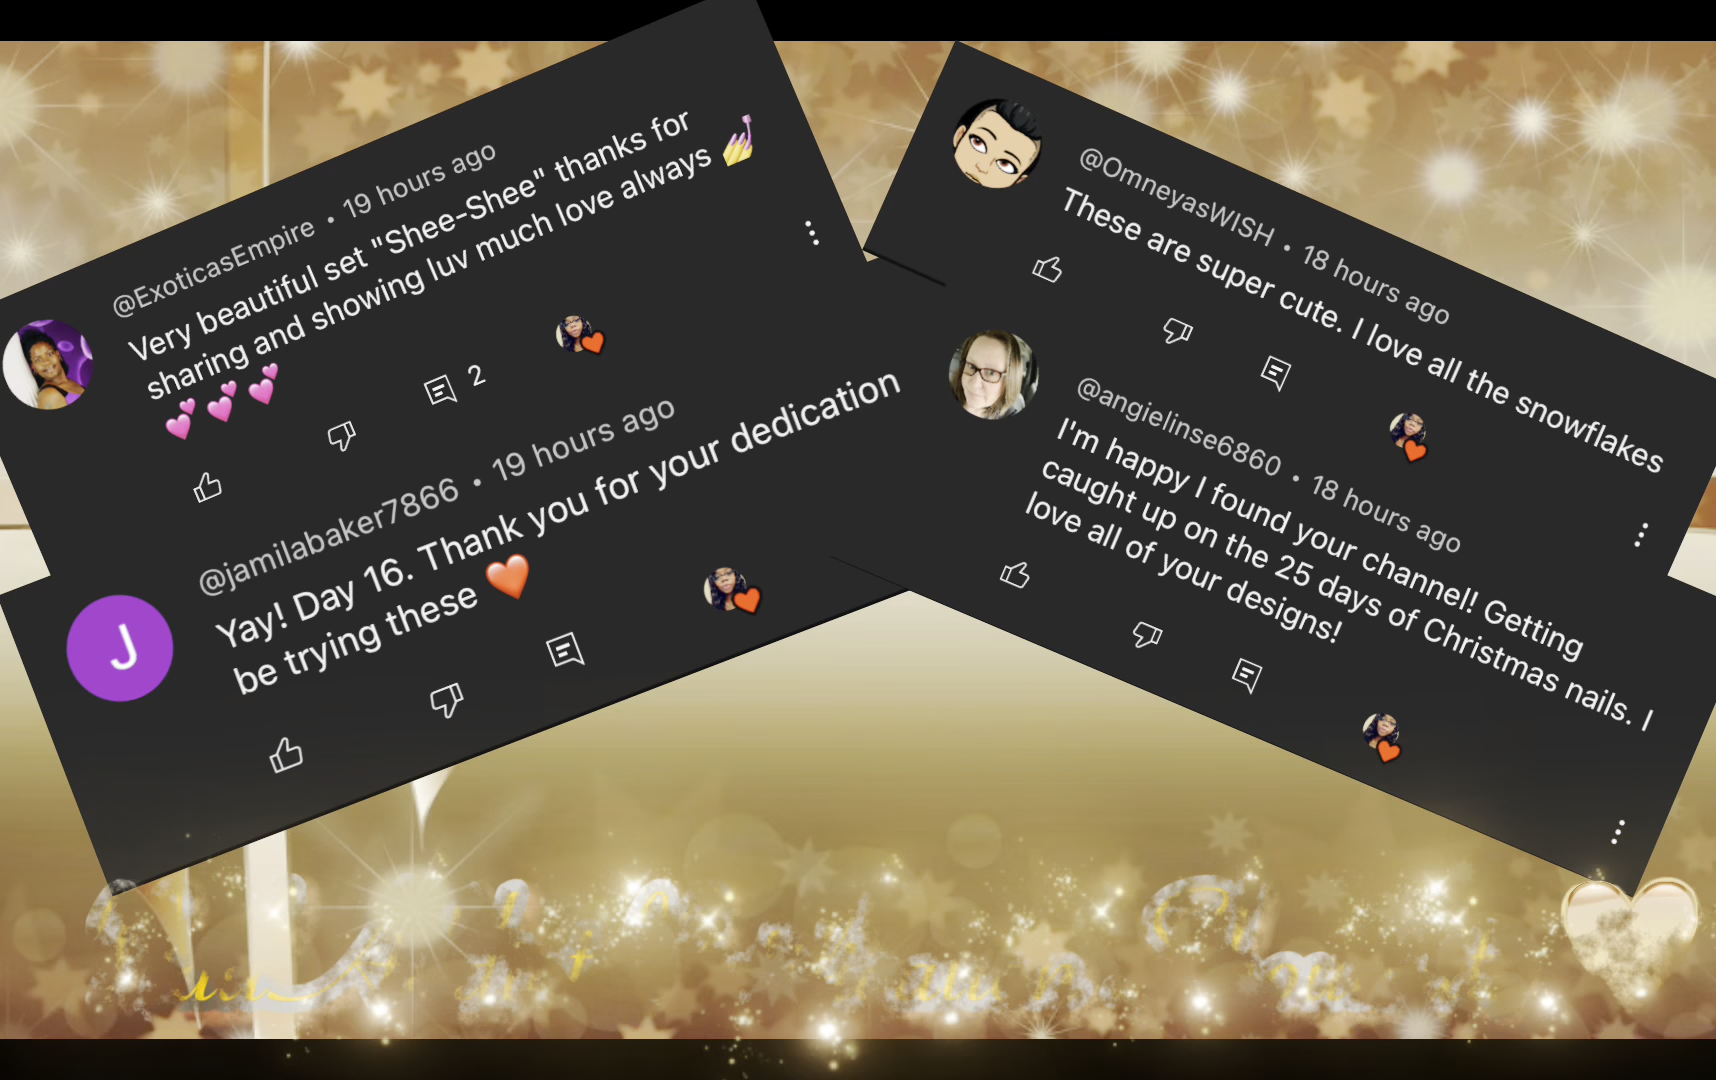 @ExoticasEmpire • 19 hours ago
Very beautiful set "Shee-Shee" thanks for
sharing and showing luv much love always 💅
💕💕💕
2
@jamilabaker7866 • 19 hours ago
Yay! Day 16. Thank you for your dedication
be trying these 🧡
J
@OmneyasWISH • 18 hours ago
These are super cute. I love all the snowflakes
@angielinse6860 • 18 hours ago
I'm happy I found your channel! Getting
caught up on the 25 days of Christmas nails. I
love all of your designs!